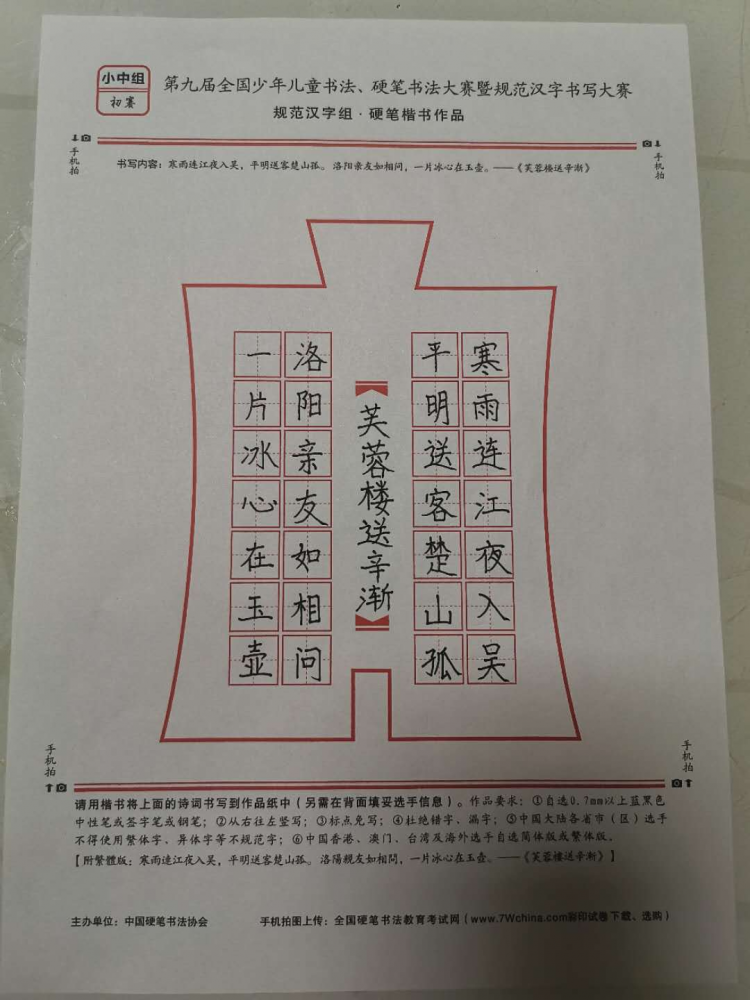 小中组
初赛
第九届全国少年儿童书法、硬笔书法大赛暨规范汉字书写大赛
规范汉字组·硬笔楷书作品
手机拍
手机拍
书写内容：寒雨连江夜入吴，平明送客楚山孤。洛阳亲友如相问，一片冰心在玉壶。——《芙蓉楼送辛渐》
寒雨连江夜入吴
平明送客楚山孤
芙蓉楼送辛渐
洛阳亲友如相问
一片冰心在玉壶
手机拍
手机拍
请用楷书将上面的诗词书写到作品纸中（另需在背面填妥选手信息）。作品要求：①自选0.7mm以上蓝黑色
中性笔或签字笔或钢笔；②从右往左竖写；③标点免写；④杜绝错字、漏字；⑤中国大陆各省市（区）选手
不得使用繁体字、异体字等不规范字；⑥中国香港、澳门、台湾及海外选手自选简体版或繁体版。
【附繁體版：寒雨連江夜入吴，平明送客楚山孤。洛陽親友如相問，一片冰心在玉壺。——《芙蓉樓送辛漸》】
主办单位：中国硬笔书法协会
手机拍图上传：全国硬笔书法教育考试网（www.7Wchina.com彩印试卷下载、选购）